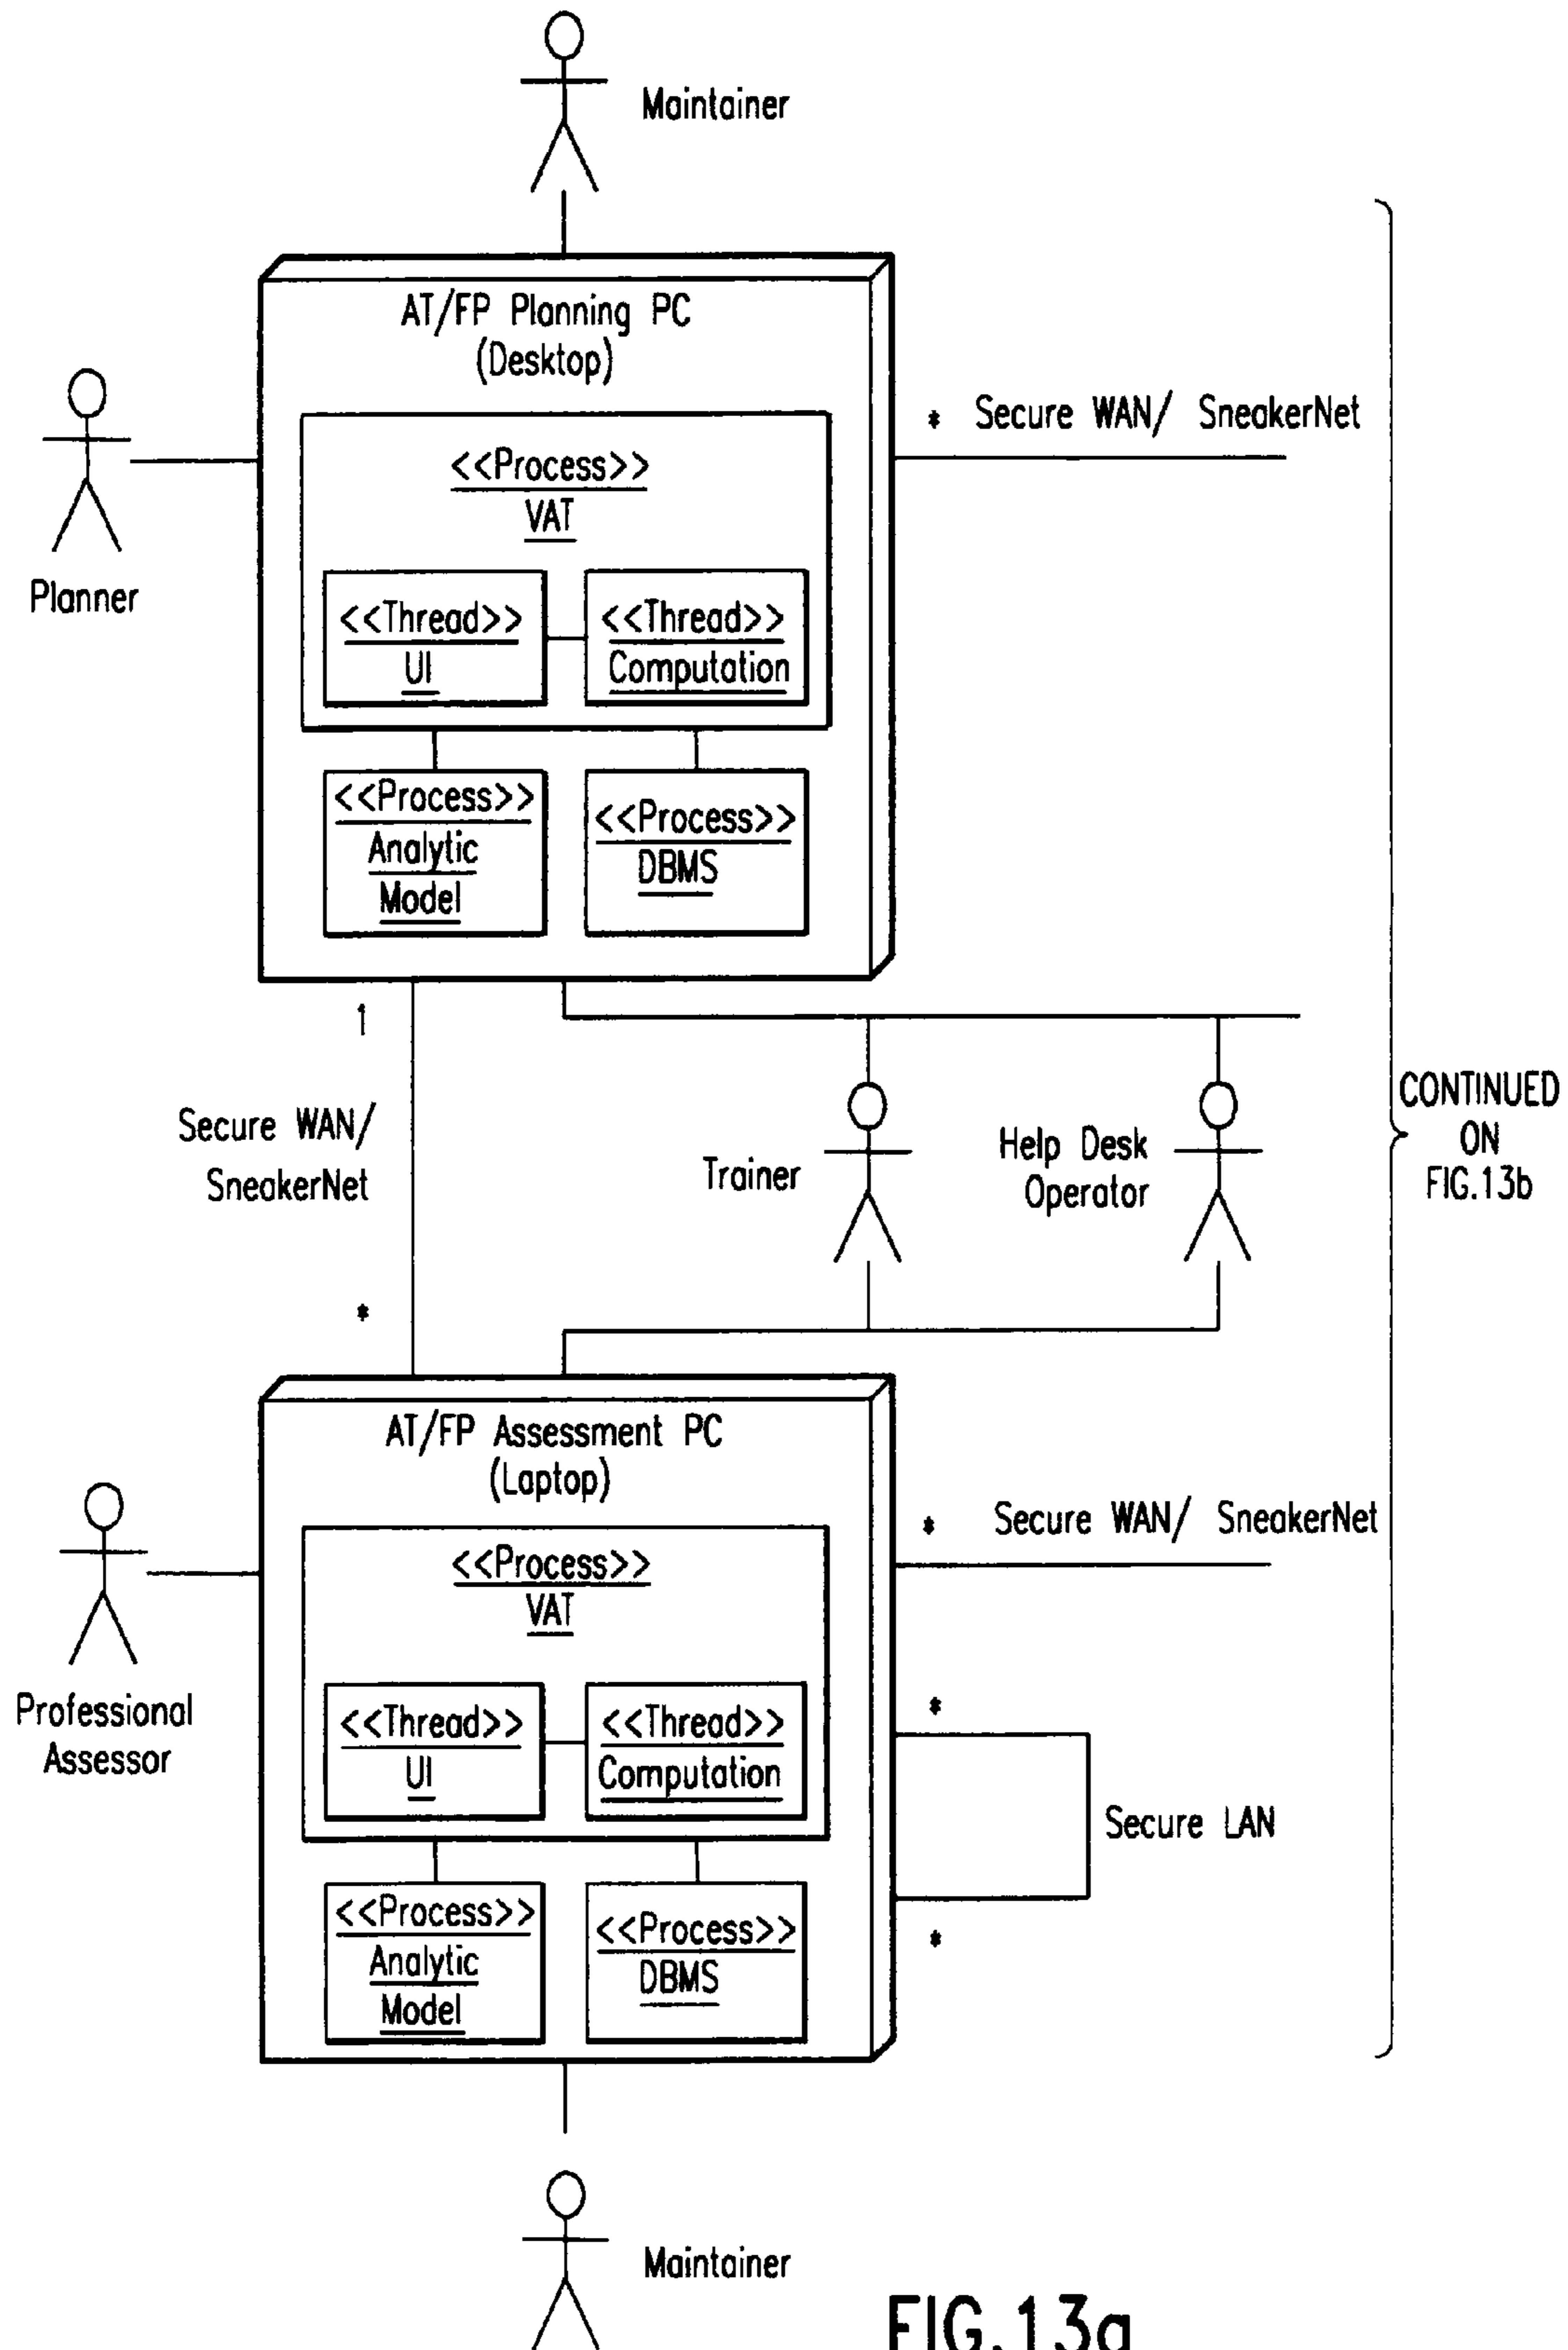 Maintainer
AT/FP Planning PC
(Desktop)
* Secure WAN/ SneakerNet
<<Process>>
VAT
Planner
<<Thread>>
UI
<<Thread>>
Computation
<<Process>>
Analytic
Model
<<Process>>
DBMS
1
Secure WAN/
SneakerNet
*
Trainer
Help Desk
Operator
CONTINUED
ON
FIG.13b
AT/FP Assessment PC
(Laptop)
* Secure WAN/ SneakerNet
<<Process>>
VAT
Professional
Assessor
<<Thread>>
UI
<<Thread>>
Computation
*
Secure LAN
*
<<Process>>
Analytic
Model
<<Process>>
DBMS
Maintainer
FIG.13a